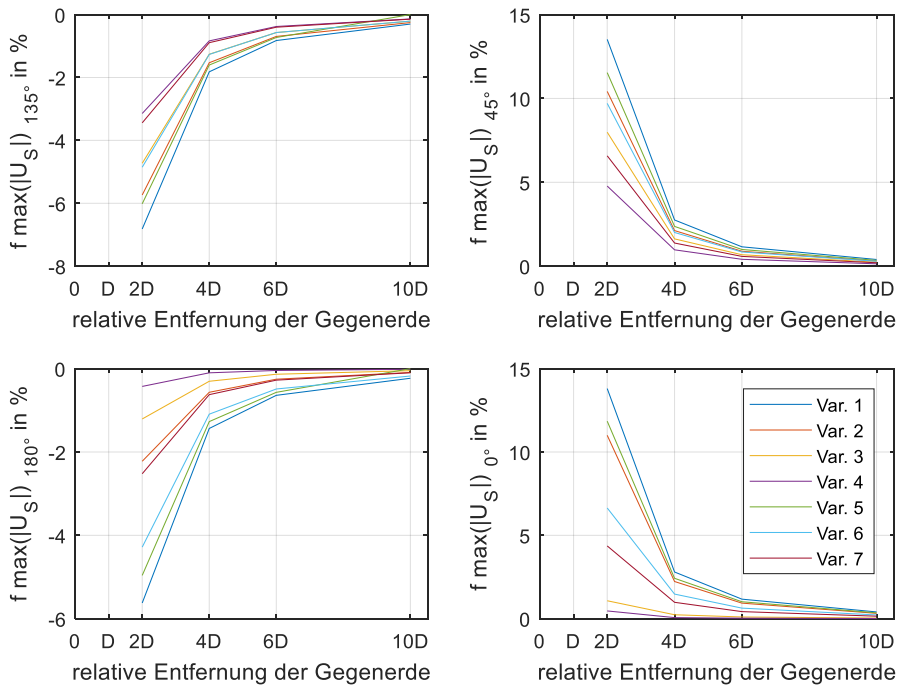 f max(|U_S|) 135° in %
0
-2
-4
-6
-8
0 D 2D 4D 6D 10D
relative Entfernung der Gegenerde
f max(|U_S|) 45° in %
15
10
5
0
0 D 2D 4D 6D 10D
relative Entfernung der Gegenerde
f max(|U_S|) 180° in %
0
-2
-4
-6
0 D 2D 4D 6D 10D
relative Entfernung der Gegenerde
f max(|U_S|) 0° in %
15
10
5
0
0 D 2D 4D 6D 10D
relative Entfernung der Gegenerde
Var. 1
Var. 2
Var. 3
Var. 4
Var. 5
Var. 6
Var. 7